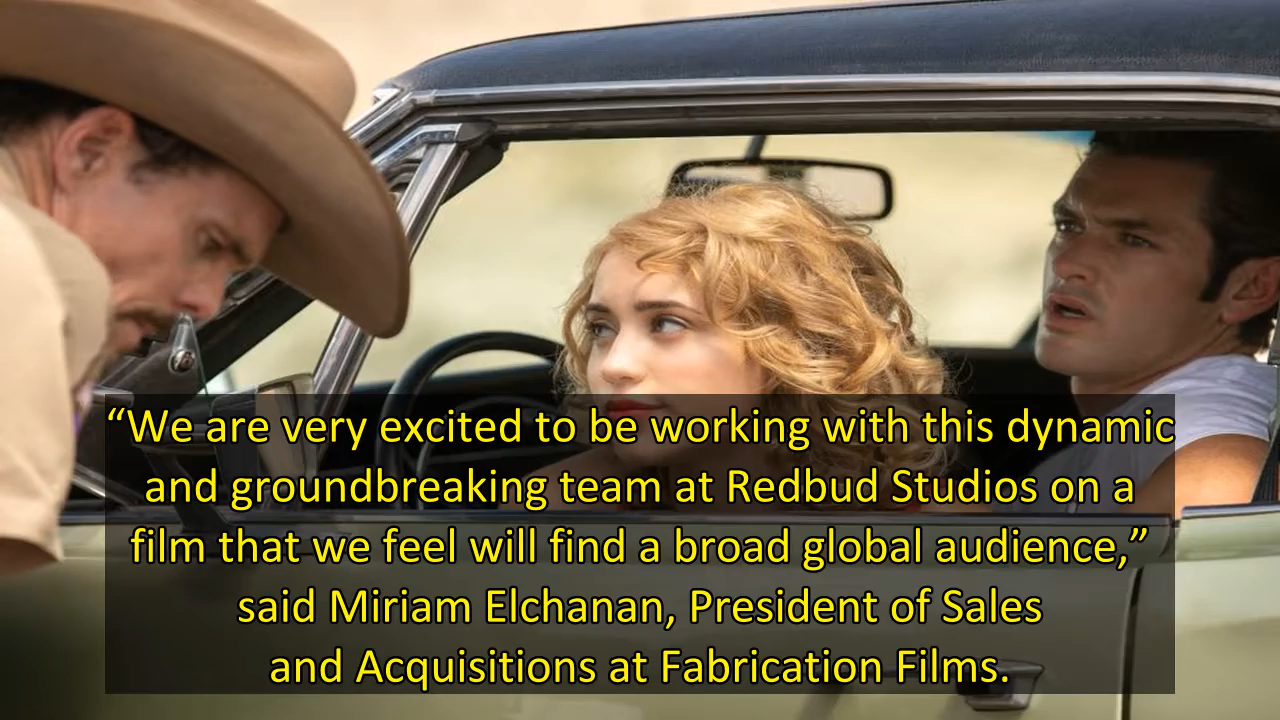 “We are very excited to be working with this dynamic
and groundbreaking team at Redbud Studios on a
film that we feel will find a broad global audience,”
said Miriam Elchanan, President of Sales
and Acquisitions at Fabrication Films.